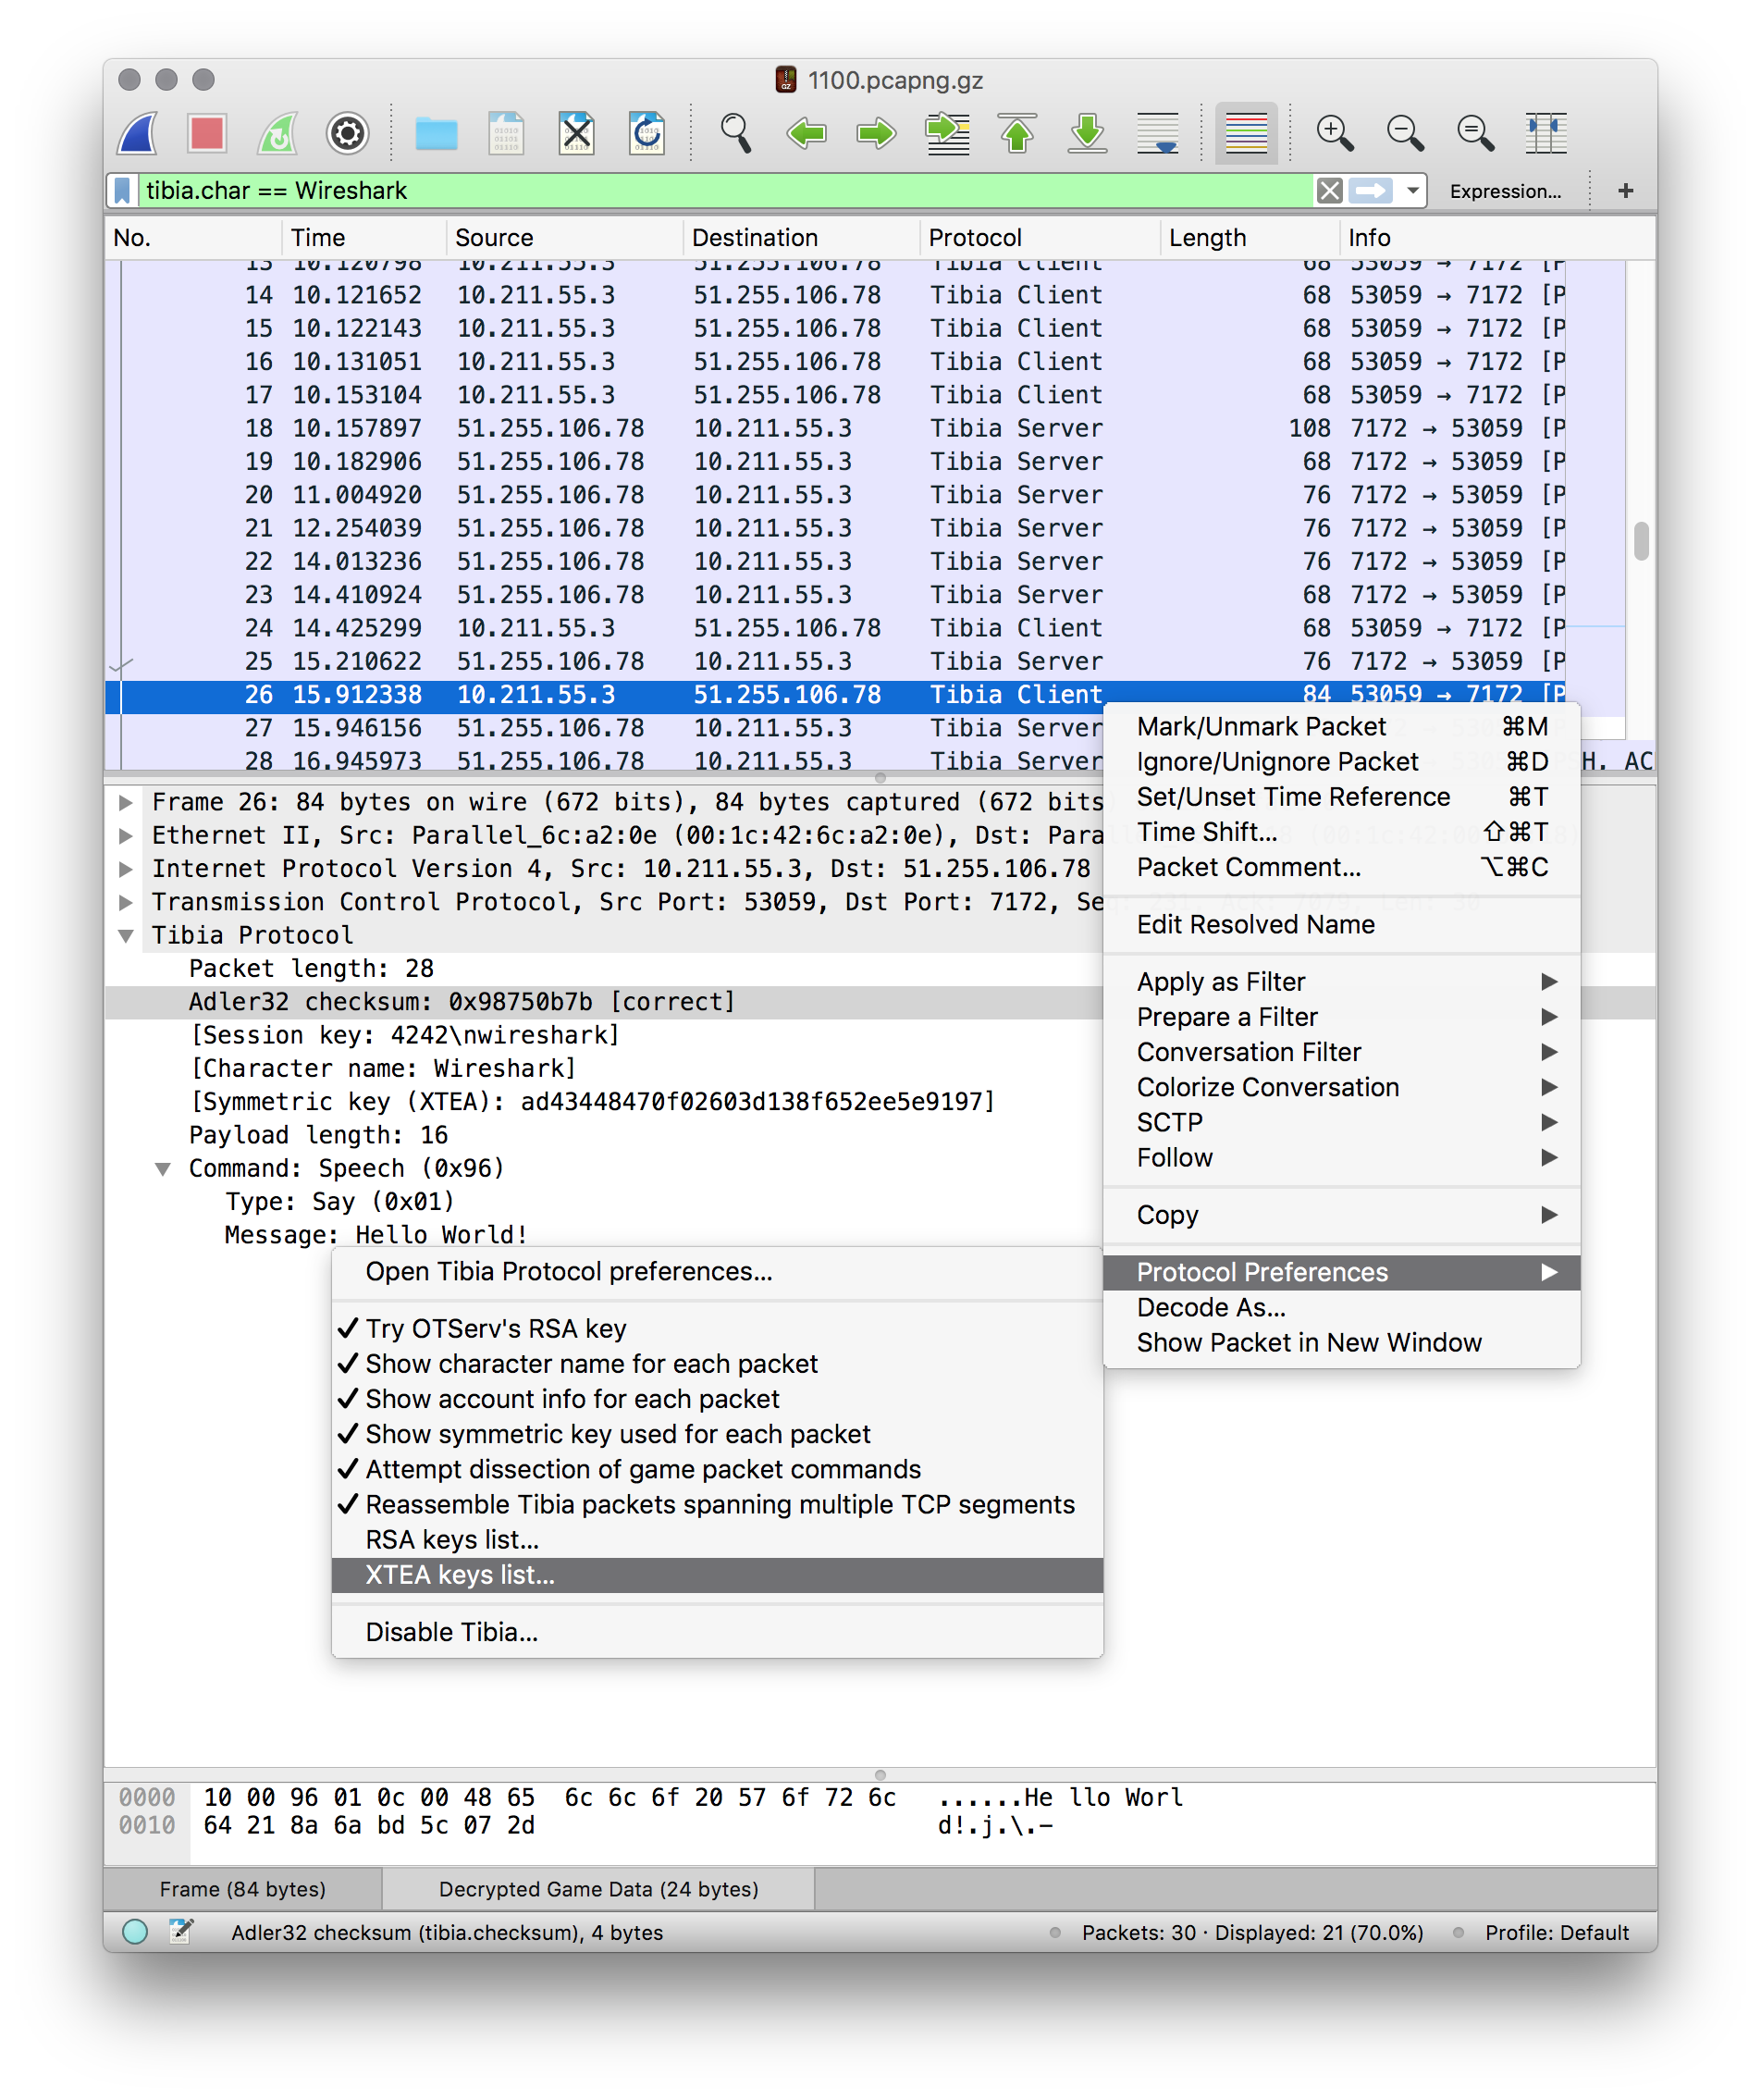 1100.pcapng.gz
tibia.char == Wireshark
Expression...
+
No. Time Source Destination Protocol Length Info
13 10.120798 10.211.55.3 51.255.106.78 Tibia Client 68 53059 → 7172 [P
14 10.121652 10.211.55.3 51.255.106.78 Tibia Client 68 53059 → 7172 [P
15 10.122143 10.211.55.3 51.255.106.78 Tibia Client 68 53059 → 7172 [P
16 10.131051 10.211.55.3 51.255.106.78 Tibia Client 68 53059 → 7172 [P
17 10.153104 10.211.55.3 51.255.106.78 Tibia Client 68 53059 → 7172 [P
18 10.157897 51.255.106.78 10.211.55.3 Tibia Server 108 7172 → 53059 [P
19 10.182906 51.255.106.78 10.211.55.3 Tibia Server 68 7172 → 53059 [P
20 11.004920 51.255.106.78 10.211.55.3 Tibia Server 76 7172 → 53059 [P
21 12.254039 51.255.106.78 10.211.55.3 Tibia Server 76 7172 → 53059 [P
22 14.013236 51.255.106.78 10.211.55.3 Tibia Server 76 7172 → 53059 [P
23 14.410924 51.255.106.78 10.211.55.3 Tibia Server 68 7172 → 53059 [P
24 14.425299 10.211.55.3 51.255.106.78 Tibia Client 68 53059 → 7172 [P
25 15.210622 51.255.106.78 10.211.55.3 Tibia Server 76 7172 → 53059 [P
26 15.912338 10.211.55.3 51.255.106.78 Tibia Client 84 53059 → 7172 [P
27 15.946156 51.255.106.78 10.211.55.3 Tibia Server
28 16.945973 51.255.106.78 10.211.55.3 Tibia Server SH, AC
Frame 26: 84 bytes on wire (672 bits), 84 bytes captured (672 bits
Ethernet II, Src: Parallel_6c:a2:0e (00:1c:42:6c:a2:0e), Dst: Para
Internet Protocol Version 4, Src: 10.211.55.3, Dst: 51.255.106.78
Transmission Control Protocol, Src Port: 53059, Dst Port: 7172, Seq: 231, Ack: 7079, Len: 30
Tibia Protocol
Packet length: 28
Adler32 checksum: 0x98750b7b [correct]
[Session key: 4242\nwireshark]
[Character name: Wireshark]
[Symmetric key (XTEA): ad43448470f02603d138f652ee5e9197]
Payload length: 16
Command: Speech (0x96)
Type: Say (0x01)
Message: Hello World!
Mark/Unmark Packet ⌘M
Ignore/Unignore Packet ⌘D
Set/Unset Time Reference ⌘T
Time Shift... ⇧⌘T
Packet Comment... ⌥⌘C
Edit Resolved Name
Apply as Filter
Prepare a Filter
Conversation Filter
Colorize Conversation
SCTP
Follow
Copy
Protocol Preferences
Decode As...
Show Packet in New Window
Open Tibia Protocol preferences...
✓ Try OTServ's RSA key
✓ Show character name for each packet
✓ Show account info for each packet
✓ Show symmetric key used for each packet
✓ Attempt dissection of game packet commands
✓ Reassemble Tibia packets spanning multiple TCP segments
RSA keys list...
XTEA keys list...
Disable Tibia...
0000 10 00 96 01 0c 00 48 65 6c 6c 6f 20 57 6f 72 6c ......He llo Worl
0010 64 21 8a 6a bd 5c 07 2d d!.j.\.-
Frame (84 bytes)
Decrypted Game Data (24 bytes)
Adler32 checksum (tibia.checksum), 4 bytes
Packets: 30 · Displayed: 21 (70.0%)
Profile: Default